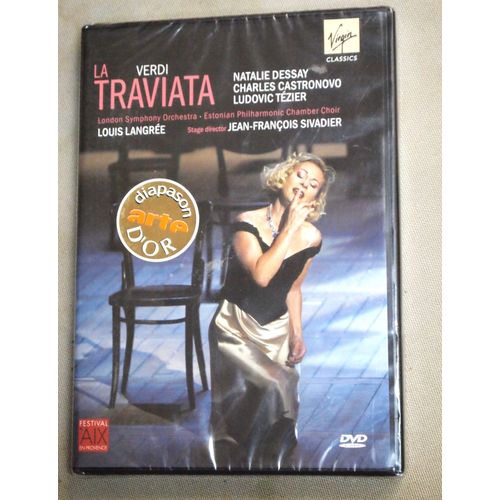 Virgin
CLASSICS
VERDI
LA
TRAVIATA
NATALIE DESSAY
CHARLES CASTRONOVO
LUDOVIC TÉZIER
London Symphony Orchestra · Estonian Philharmonic Chamber Choir
LOUIS LANGRÉE
Stage director JEAN-FRANÇOIS SIVADIER
diapason
arte
D'OR
FESTIVAL
AIX
EN PROVENCE
DVD